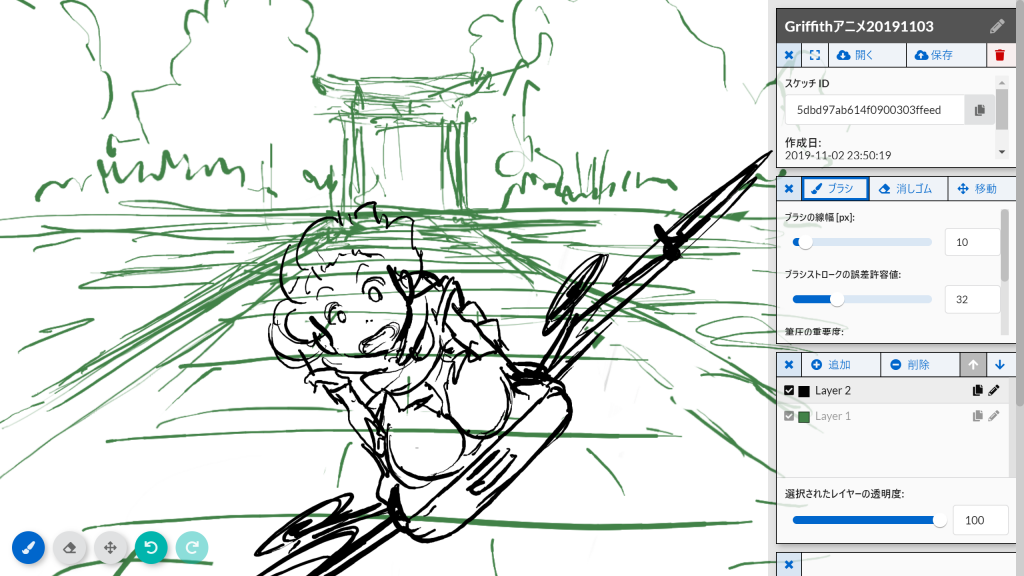 Griffithアニメ20191103
開く
保存
スケッチ ID
5dbd97ab614f0900303ffeed
作成日:
2019-11-02 23:50:19
ブラシ
消しゴム
移動
ブラシの線幅 [px]:
10
ブラシストロークの誤差許容値:
32
筆圧の重要度:
追加
削除
Layer 2
Layer 1
選択されたレイヤーの透明度:
100